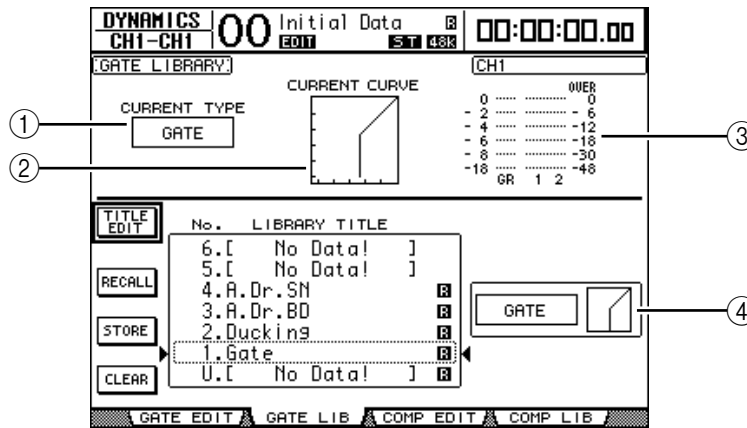 DYNAMICS
CH1-CH1
00 Initial Data R
EDIT ST 48K
00:00:00.00
GATE LIBRARY
CH1
CURRENT TYPE
GATE
CURRENT CURVE
OVER
0 0
- 2 - 6
- 4 -12
- 6 -18
- 8 -30
-18 -48
GR 1 2
1
2
3
4
TITLE EDIT
RECALL
STORE
CLEAR
No. LIBRARY TITLE
6.[ No Data! ]
5.[ No Data! ]
4.A.Dr.SN R
3.A.Dr.BD R
2.Ducking R
1.Gate R
U.[ No Data! ] R
GATE
GATE EDIT GATE LIB COMP EDIT COMP LIB